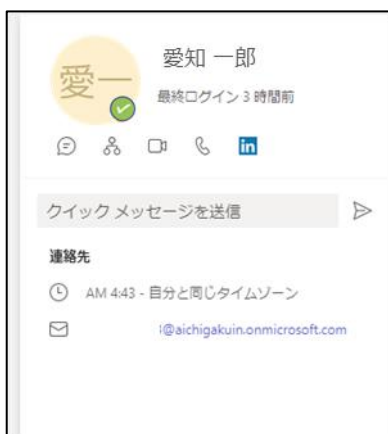 愛知 一郎
愛一
最終ログイン 3 時間前
in
クイック メッセージを送信
連絡先
AM 4:43 - 自分と同じタイムゾーン
@aichigakuin.onmicrosoft.com